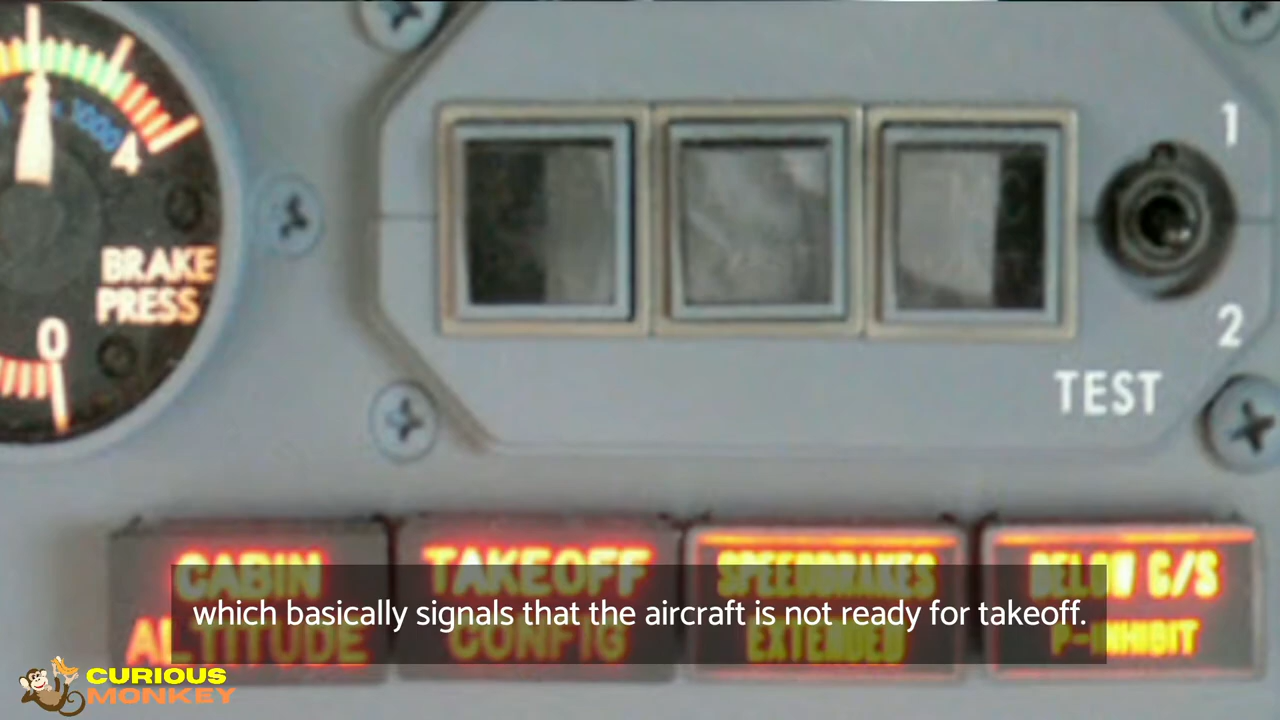 1
x 1000
4
BRAKE
PRESS
0
2
TEST
CABIN
ALTITUDE
TAKEOFF
CONFIG
SPEEDBRAKES
EXTENDED
BELOW G/S
P-INHIBIT
which basically signals that the aircraft is not ready for takeoff.
CURIOUS
MONKEY